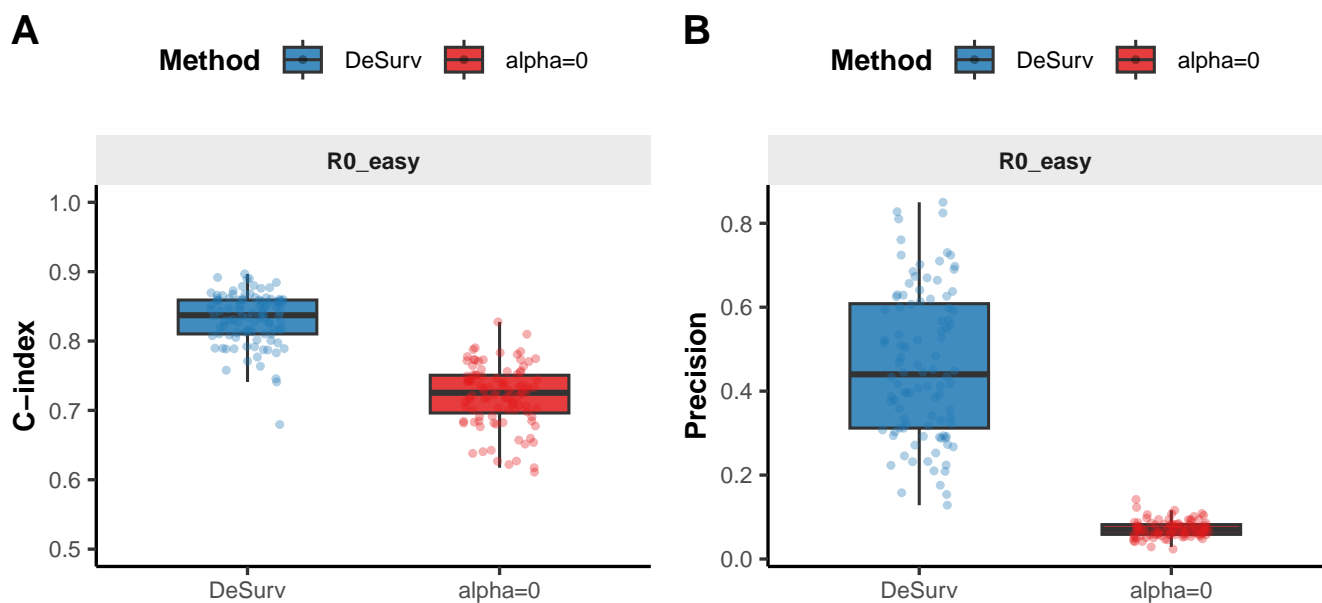 A
Method DeSurv alpha=0
R0_easy
C−index
1.0
0.9
0.8
0.7
0.6
0.5
DeSurv alpha=0
B
Method DeSurv alpha=0
R0_easy
Precision
0.8
0.6
0.4
0.2
0.0
DeSurv alpha=0